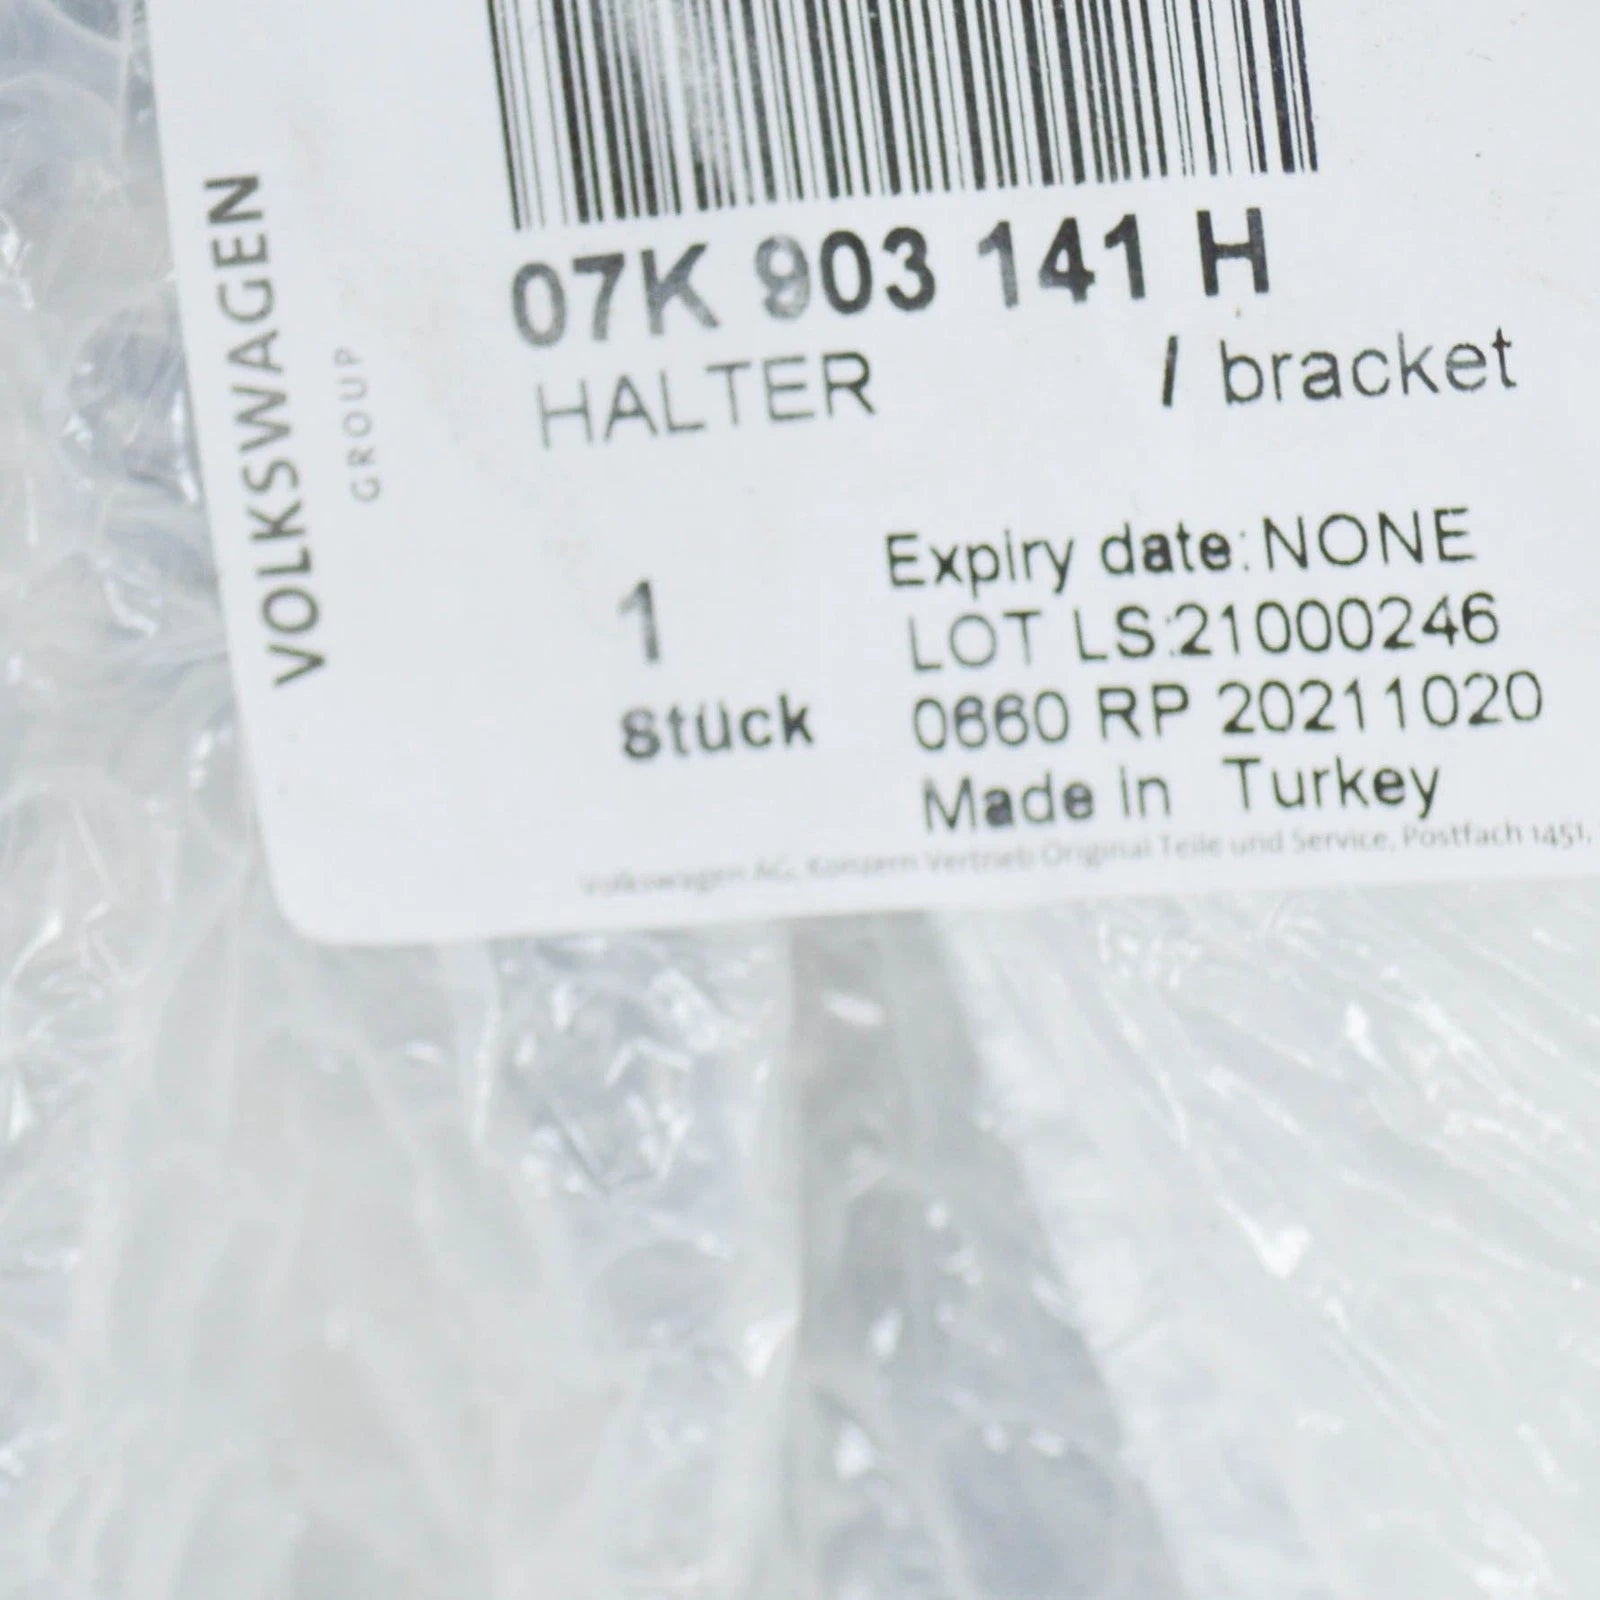 VOLKSWAGEN
GROUP
07K 903 141 H
HALTER / bracket
1
Stück
Expiry date:NONE
LOT LS:21000246
0660 RP 20211020
Made in Turkey
Volkswagen AG, Konzern Vertrieb Original Teile und Service, Postfach 1451,